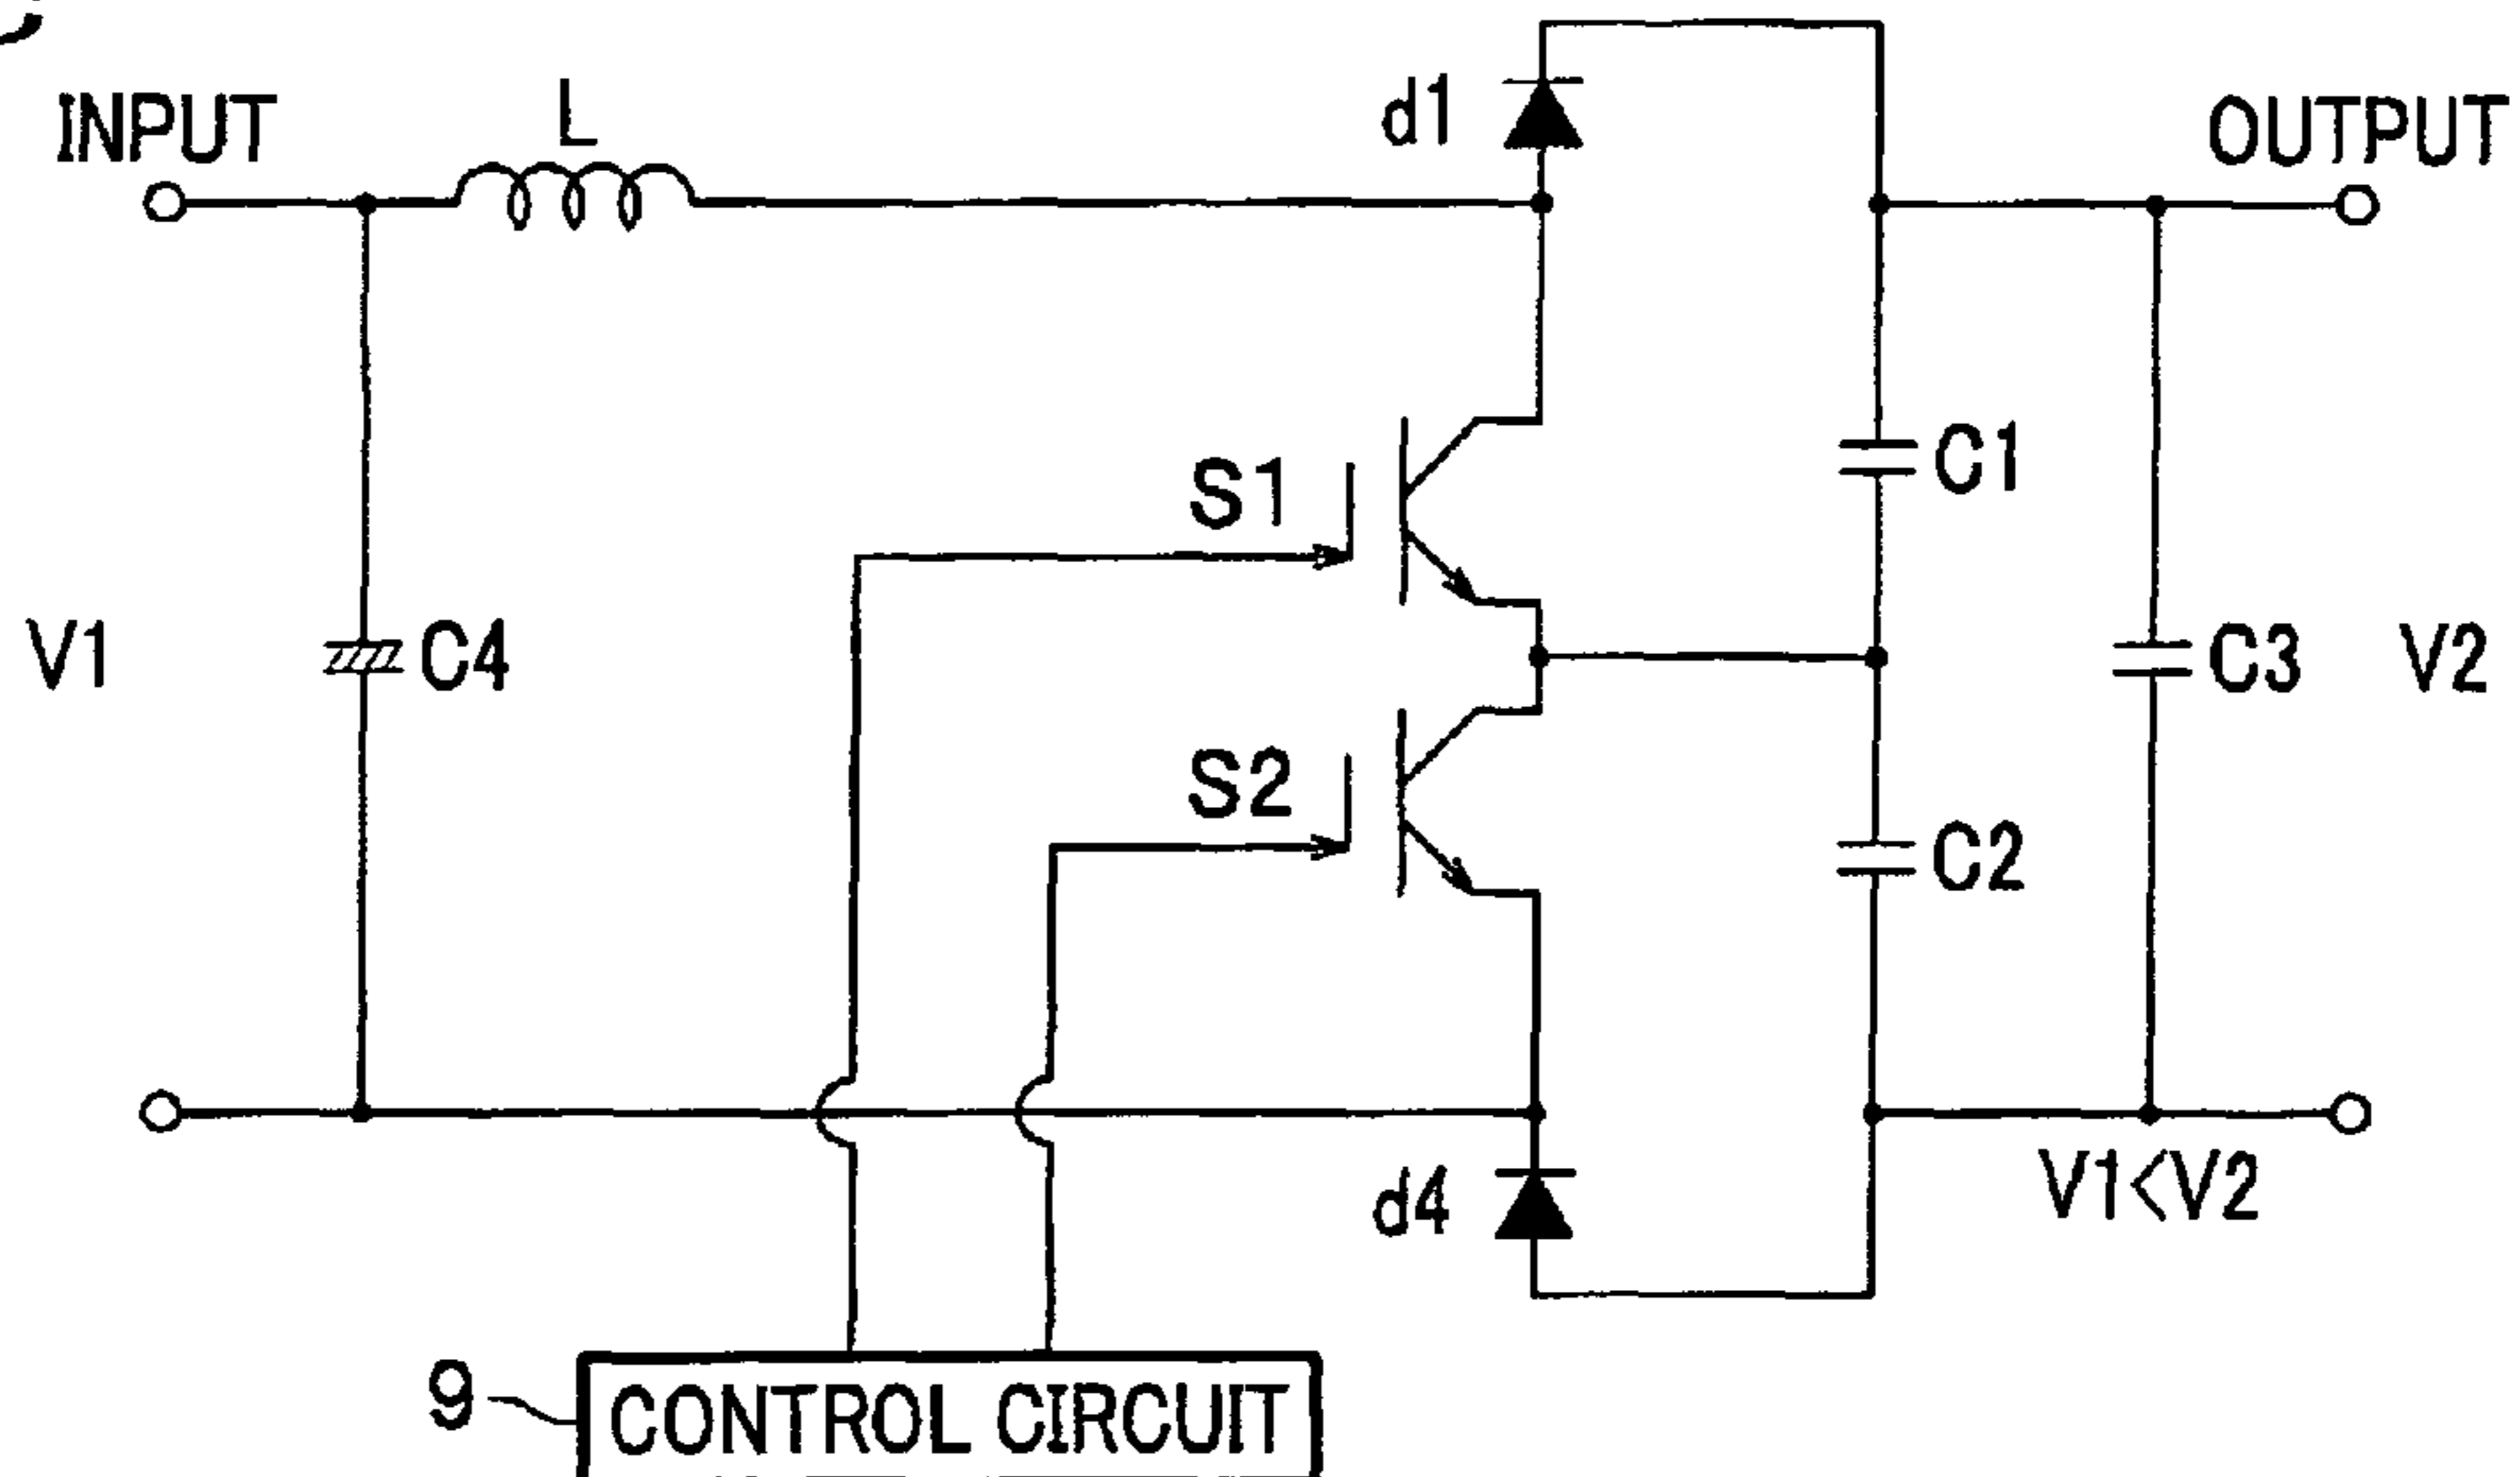 INPUT
L
d1
OUTPUT
S1
C1
V1
C4
C3
V2
S2
C2
d4
V1<V2
9
CONTROL CIRCUIT